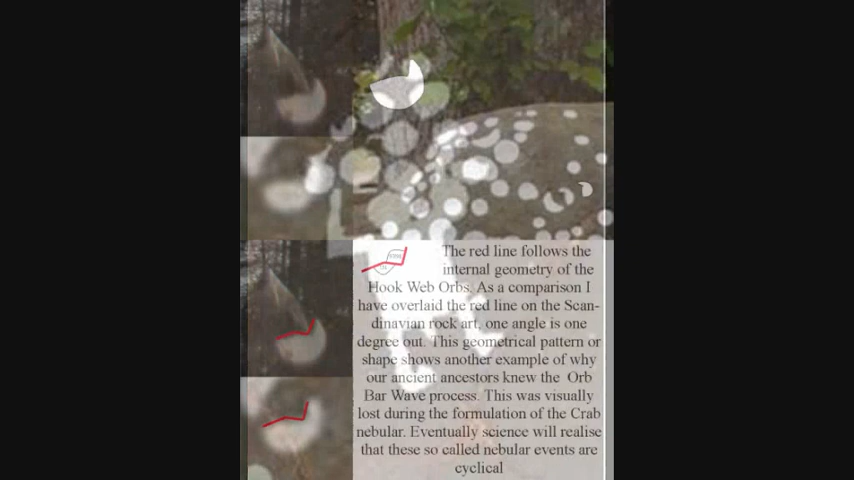 The red line follows the
internal geometry of the
Hook Web Orbs. As a comparison I
have overlaid the red line on the Scan-
dinavian rock art, one angle is one
degree out. This geometrical pattern or
shape shows another example of why
our ancient ancestors knew the Orb
Bar Wave process. This was visually
lost during the formulation of the Crab
nebular. Eventually science will realise
that these so called nebular events are
cyclical